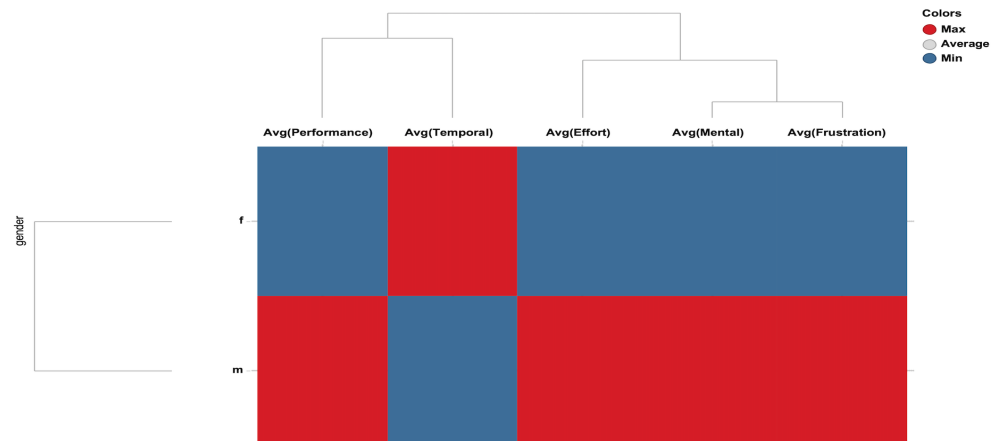 Colors
Max
Average
Min
Avg(Performance) Avg(Temporal) Avg(Effort) Avg(Mental) Avg(Frustration)
gender
f
m